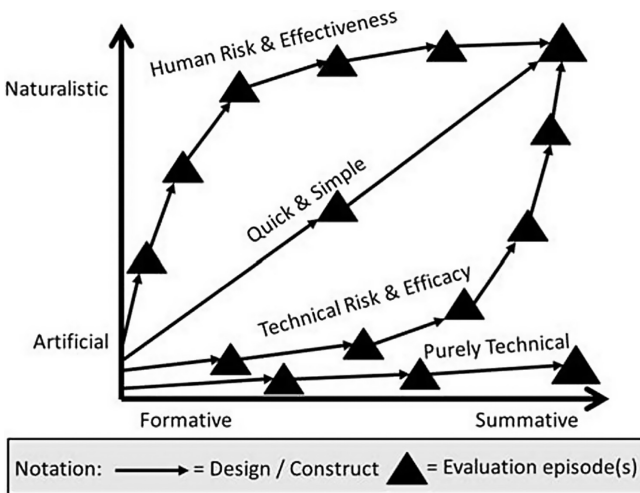 Human Risk & Effectiveness
Naturalistic
Quick & Simple
Technical Risk & Efficacy
Artificial
Purely Technical
Formative
Summative
Notation:
= Design / Construct
= Evaluation episode(s)